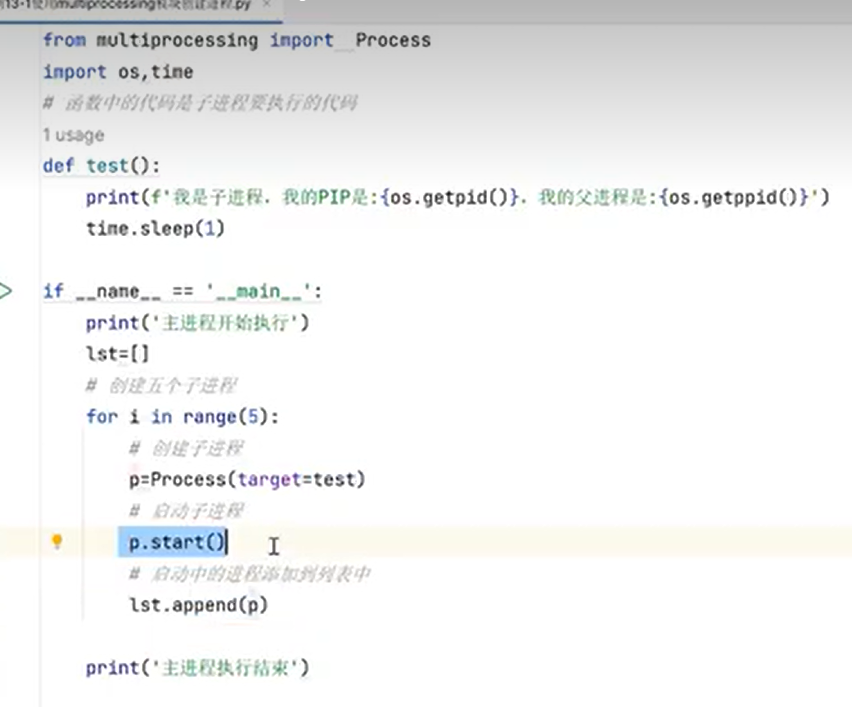 13-1使用multiprocessing模块创建进程.py ×
from multiprocessing import  Process
import os,time
# 函数中的代码是子进程要执行的代码
1 usage
def test():
    print(f'我是子进程, 我的PIP是:{os.getpid()}, 我的父进程是:{os.getppid()}')
    time.sleep(1)
if __name__ == '__main__':
    print('主进程开始执行')
    lst=[]
    # 创建五个子进程
    for i in range(5):
        # 创建子进程
        p=Process(target=test)
        # 启动子进程
        p.start()
        # 启动中的进程添加到列表中
        lst.append(p)
    print('主进程执行结束')